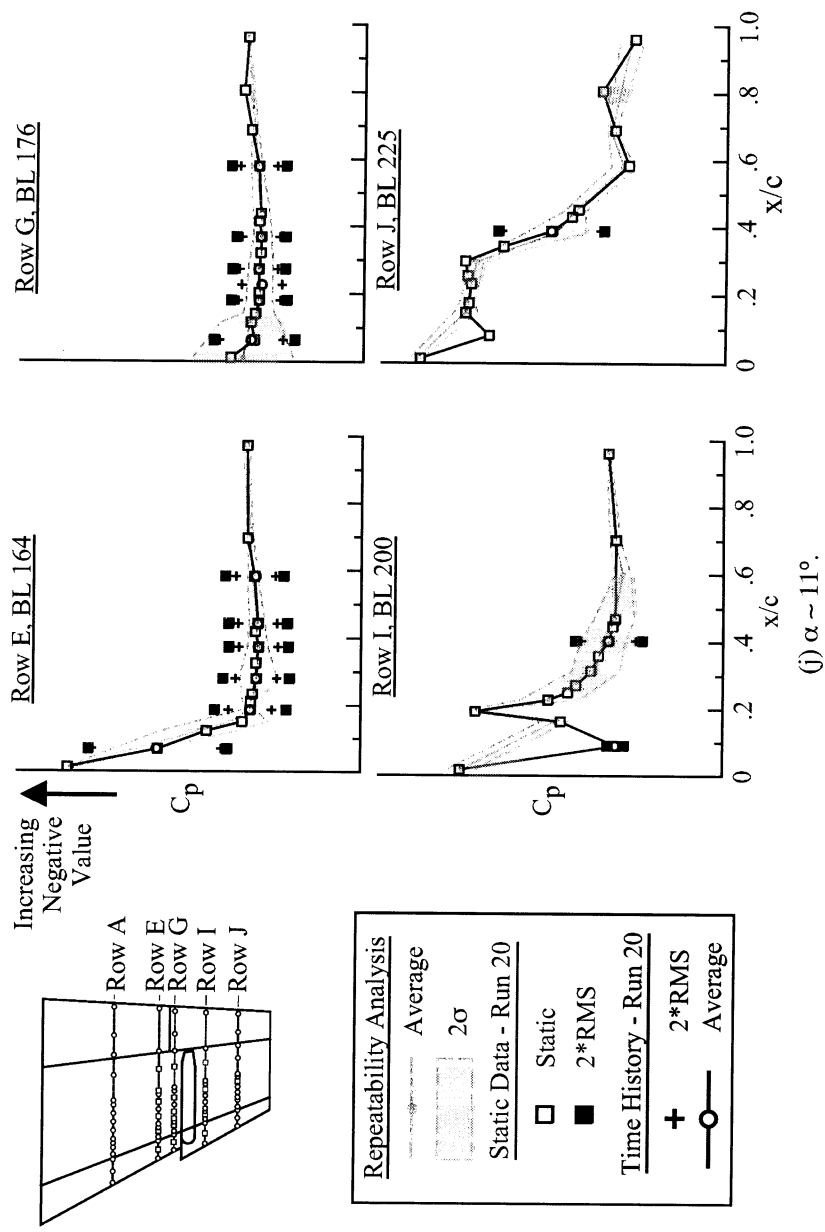 Increasing
Negative
Value
Row A
Row E
Row G
Row I
Row J
Repeatability Analysis
Average
2σ
Static Data - Run 20
Static
2*RMS
Time History - Run 20
2*RMS
Average
Row E, BL 164
Cp
Row G, BL 176
Row I, BL 200
Cp
0 .2 .4 .6 .8 1.0
x/c
Row J, BL 225
0 .2 .4 .6 .8 1.0
x/c
(j) α ~ 11°.